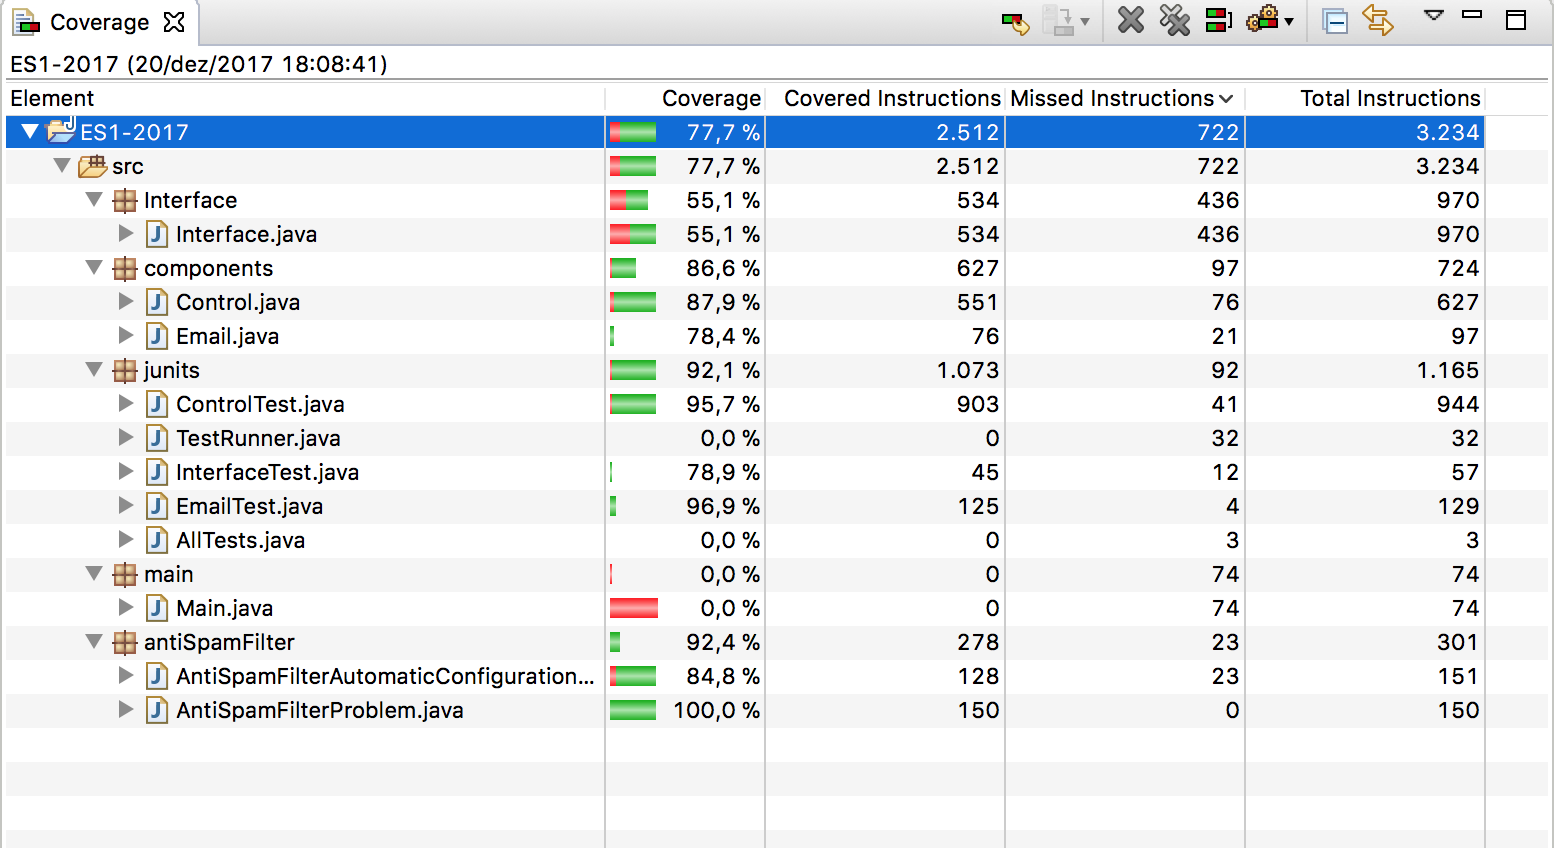 Coverage
ES1-2017 (20/dez/2017 18:08:41)
Element Coverage Covered Instructions Missed Instructions Total Instructions
ES1-2017 77,7 % 2.512 722 3.234
src 77,7 % 2.512 722 3.234
Interface 55,1 % 534 436 970
Interface.java 55,1 % 534 436 970
components 86,6 % 627 97 724
Control.java 87,9 % 551 76 627
Email.java 78,4 % 76 21 97
junits 92,1 % 1.073 92 1.165
ControlTest.java 95,7 % 903 41 944
TestRunner.java 0,0 % 0 32 32
InterfaceTest.java 78,9 % 45 12 57
EmailTest.java 96,9 % 125 4 129
AllTests.java 0,0 % 0 3 3
main 0,0 % 0 74 74
Main.java 0,0 % 0 74 74
antiSpamFilter 92,4 % 278 23 301
AntiSpamFilterAutomaticConfiguration... 84,8 % 128 23 151
AntiSpamFilterProblem.java 100,0 % 150 0 150